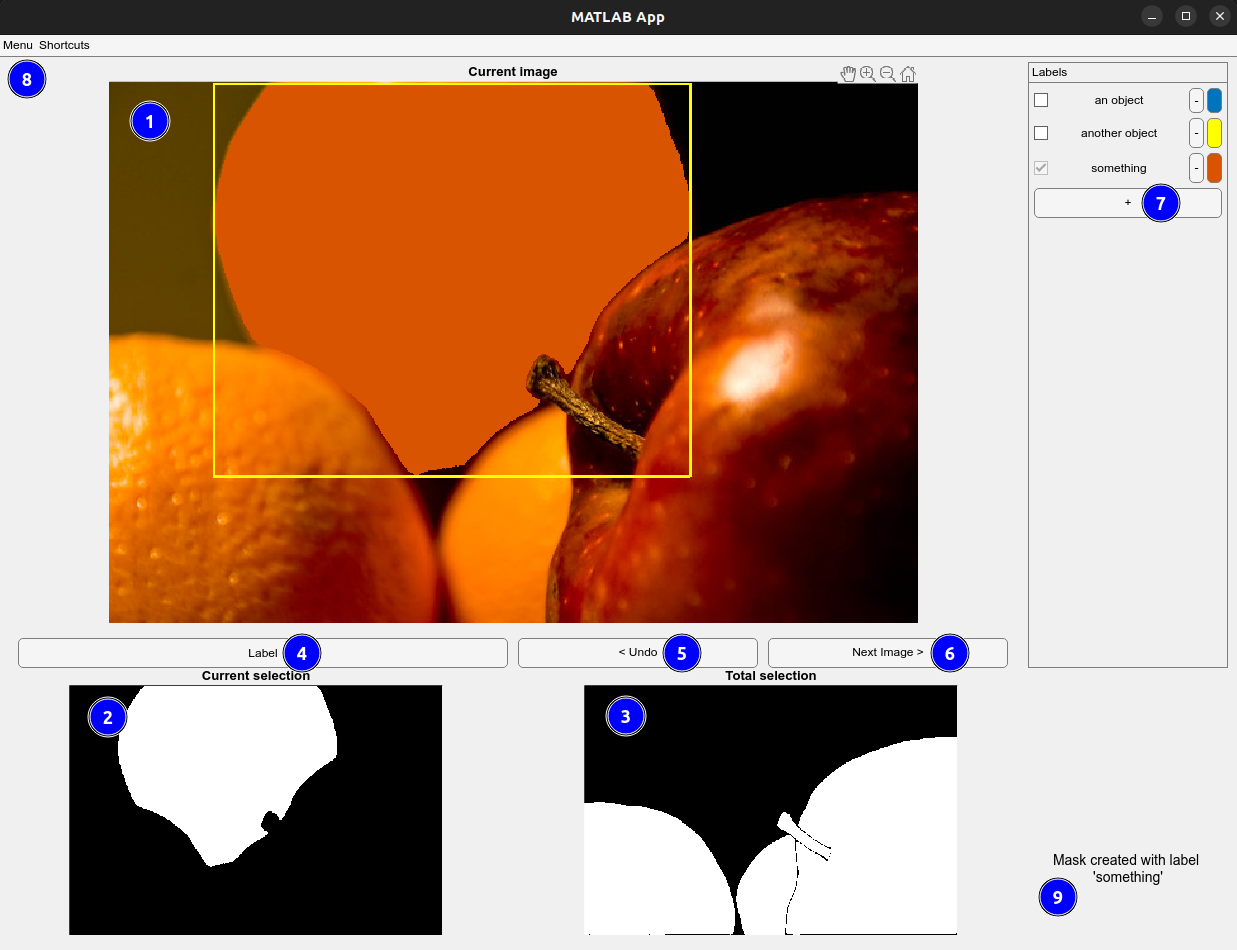 MATLAB App
Menu Shortcuts
8
Current image
1
Labels
an object -
another object -
something -
+ 7
Label 4
< Undo 5
Next Image > 6
Current selection
Total selection
2
3
Mask created with label
'something'
9